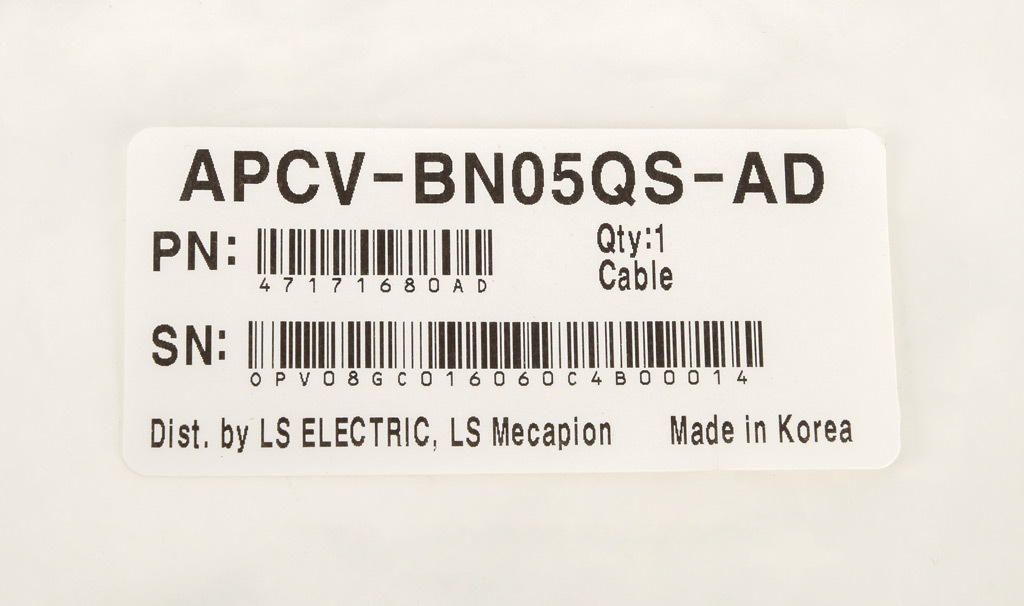 APCV-BN05QS-AD
PN:
47171680AD
Qty:1
Cable
SN:
0PV08GC016060C4B00014
Dist. by LS ELECTRIC, LS Mecapion
Made in Korea